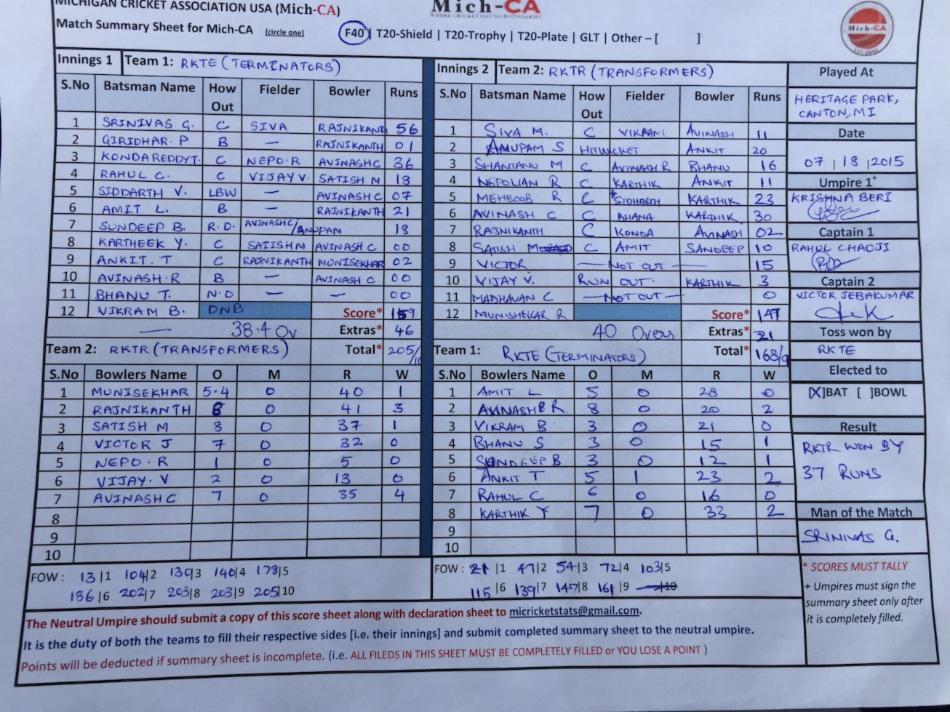 MICHIGAN CRICKET ASSOCIATION USA (Mich-CA)
Mich-CA
Match Summary Sheet for Mich-CA (circle one) F40 | T20-Shield | T20-Trophy | T20-Plate | GLT | Other – [ ]
Mich-CA
Innings 1 Team 1: RKTE (TERMINATORS)
S.No Batsman Name How Out Fielder Bowler Runs
1 SRINIVAS G. C SIVA RAJNIKANTH 56
2 GIRIDHAR P B — RAJNIKANTH 01
3 KONDAREDDY T. C NEPO·R AVINASH C 36
4 RAHUL C. C VIJAY V. SATISH M 18
5 SIDDARTH V. LBW — AVINASH C 07
6 AMIT L. B — RAJNIKANTH 21
7 SUNDEEP B. R.O. AVINASH C/ANUPAM 18
8 KARTHEEK Y. C SATISH M AVINASH C 00
9 ANKIT. T C RAJNIKANTH MUNISEKHAR 02
10 AVINASH·R B — AVINASH C 00
11 BHANU T. N·O — — 00
12 VIKRAM B. DNB Score* 159
— 38.4 Ov Extras* 46
Total* 205/10
Team 2: RKTR (TRANSFORMERS)
S.No Bowlers Name O M R W
1 MUNISEKHAR 5·4 0 40 1
2 RAJNIKANTH 8 0 41 3
3 SATISH M 8 0 37 1
4 VICTOR J 7 0 32 0
5 NEPO·R 1 0 5 0
6 VIJAY·V 2 0 13 0
7 AVINASH C 7 0 35 4
8
9
10
FOW : 13|1 104|2 130|3 140|4 178|5
186|6 202|7 203|8 203|9 205|10
Innings 2 Team 2: RKTR (TRANSFORMERS)
S.No Batsman Name How Out Fielder Bowler Runs
1 SIVA M. C VIKRAM AVINASH 11
2 ANUPAM S HITWICKET ANKIT 20
3 SHANTANU M C AVINASH R BHANU 16
4 NEPOLIAN R C KARTHIK ANKIT 11
5 MEHBOOB R C SIDHARTH KARTHIK 23
6 AVINASH C C KARTHIK 30
7 RAJNIKANTH C KONDA AVINASH 02
8 SATISH C AMIT SANDEEP 10
9 VICTOR — NOT OUT — 15
10 VIJAY V. RUN OUT KARTHIK 3
11 MADHAVAN C — NOT OUT — 0
12 MUNISHEKAR R Score* 147
40 Overs Extras* 21
Total* 168/9
Team 1: RKTE (TERMINATORS)
S.No Bowlers Name O M R W
1 AMIT L 5 0 28 0
2 AVINASH R 8 0 20 2
3 VIKRAM B 3 0 21 0
4 BHANU S 3 0 15 1
5 SUNDEEP B 3 0 12 1
6 ANKIT T 5 1 23 2
7 RAHUL C 6 0 16 0
8 KARTHIK Y 7 0 33 2
9
10
FOW : 21|1 47|2 54|3 72|4 103|5
115|6 139|7 147|8 161|9
Played At
HERITAGE PARK,
CANTON, MI
Date
07 | 18 | 2015
Umpire 1+
KRISHNA BERI
Captain 1
RAHUL CHAOJI
Captain 2
VICTOR JEBAKUMAR
Toss won by
RKTE
Elected to
[X]BAT [ ]BOWL
Result
RKTR WON BY
37 RUNS
Man of the Match
SRINIVAS G.
* SCORES MUST TALLY
+ Umpires must sign the
summary sheet only after
it is completely filled.
The Neutral Umpire should submit a copy of this score sheet along with declaration sheet to micricketstats@gmail.com.
It is the duty of both the teams to fill their respective sides [i.e. their innings] and submit completed summary sheet to the neutral umpire.
Points will be deducted if summary sheet is incomplete. (i.e. ALL FILEDS IN THIS SHEET MUST BE COMPLETELY FILLED or YOU LOSE A POINT )